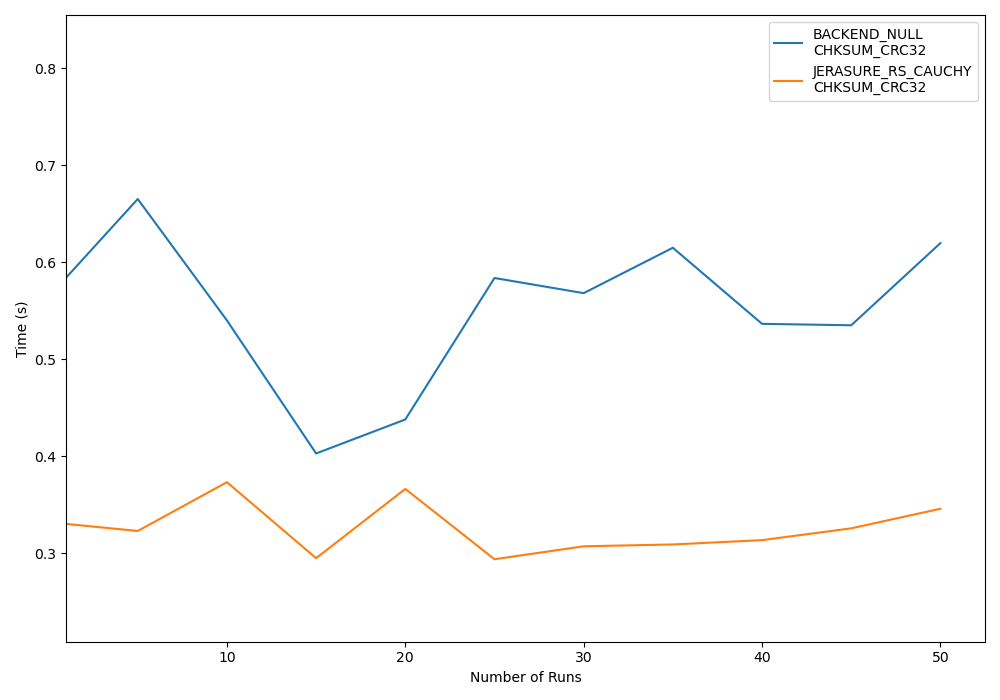 BACKEND_NULL
CHKSUM_CRC32
JERASURE_RS_CAUCHY
CHKSUM_CRC32
0.8
0.7
0.6
0.5
0.4
0.3
Time (s)
10 20 30 40 50
Number of Runs